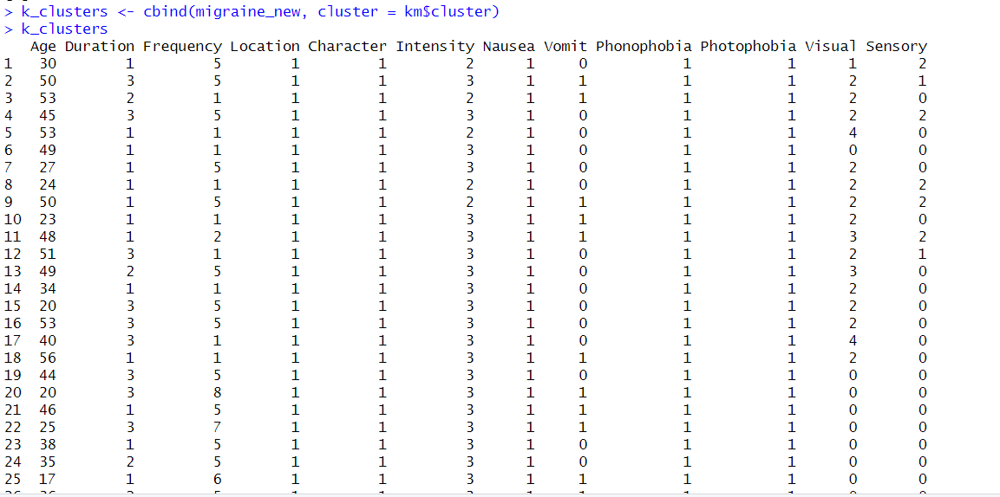 > k_clusters <- cbind(migraine_new, cluster = km$cluster)
> k_clusters
Age Duration Frequency Location Character Intensity Nausea Vomit Phonophobia Photophobia Visual Sensory
1 30 1 5 1 1 2 1 0 1 1 1 2
2 50 3 5 1 1 3 1 1 1 1 2 1
3 53 2 1 1 1 2 1 1 1 1 2 0
4 45 3 5 1 1 3 1 0 1 1 2 2
5 53 1 1 1 1 2 1 0 1 1 4 0
6 49 1 1 1 1 3 1 0 1 1 0 0
7 27 1 5 1 1 3 1 0 1 1 2 0
8 24 1 1 1 1 2 1 0 1 1 2 2
9 50 1 5 1 1 2 1 1 1 1 2 2
10 23 1 1 1 1 3 1 1 1 1 2 0
11 48 1 2 1 1 3 1 1 1 1 3 2
12 51 3 1 1 1 3 1 0 1 1 2 1
13 49 2 5 1 1 3 1 0 1 1 3 0
14 34 1 1 1 1 3 1 0 1 1 2 0
15 20 3 5 1 1 3 1 0 1 1 2 0
16 53 3 5 1 1 3 1 0 1 1 2 0
17 40 3 1 1 1 3 1 0 1 1 4 0
18 56 1 1 1 1 3 1 1 1 1 2 0
19 44 3 5 1 1 3 1 0 1 1 0 0
20 20 3 8 1 1 3 1 1 1 1 0 0
21 46 1 5 1 1 3 1 1 1 1 0 0
22 25 3 7 1 1 3 1 1 1 1 0 0
23 38 1 5 1 1 3 1 0 1 1 0 0
24 35 2 5 1 1 3 1 0 1 1 0 0
25 17 1 6 1 1 3 1 1 1 1 0 0